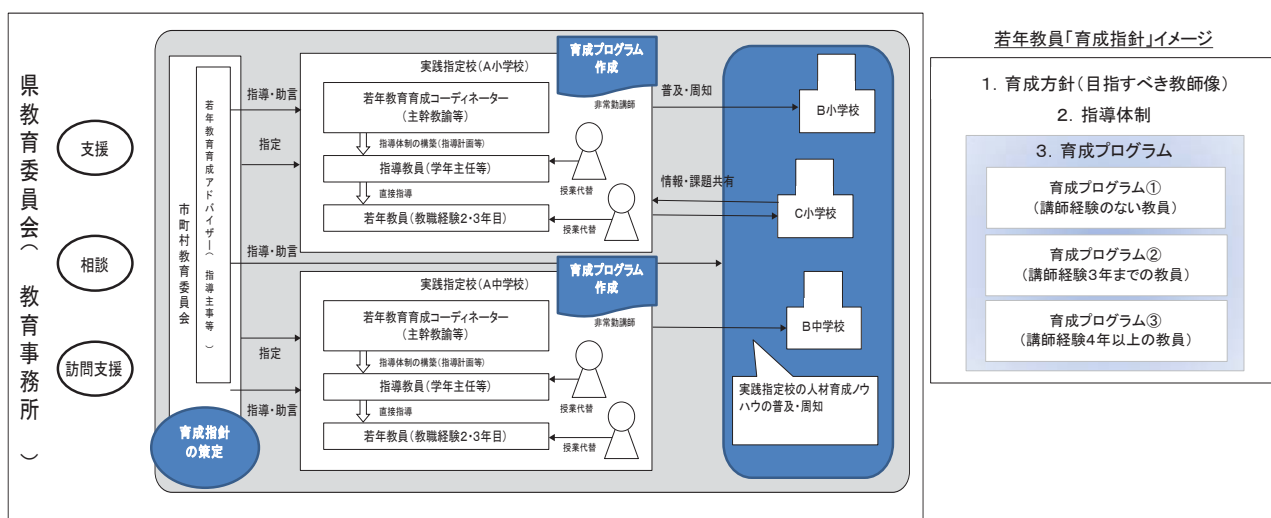 県教育委員会(教育事務所)
支援
相談
訪問支援
市町村教育委員会
若年教育育成アドバイザー(指導主事等)
育成指針
の策定
指導・助言
指定
指導・助言
指定
指導・助言
実践指定校(A小学校)
育成プログラム
作成
非常勤講師
若年教育育成コーディネーター
(主幹教諭等)
指導体制の構築(指導計画等)
指導教員(学年主任等)
授業代替
直接指導
若年教員(教職経験2・3年目)
授業代替
実践指定校(A中学校)
育成プログラム
作成
非常勤講師
若年教育育成コーディネーター
(主幹教諭等)
指導体制の構築(指導計画等)
指導教員(学年主任等)
授業代替
直接指導
若年教員(教職経験2・3年目)
授業代替
普及・周知
情報・課題共有
B小学校
C小学校
B中学校
実践指定校の人材育成ノウ
ハウの普及・周知
若年教員「育成指針」イメージ
1.育成方針(目指すべき教師像)
2.指導体制
3.育成プログラム
育成プログラム①
(講師経験のない教員)
育成プログラム②
(講師経験3年までの教員)
育成プログラム③
(講師経験4年以上の教員)